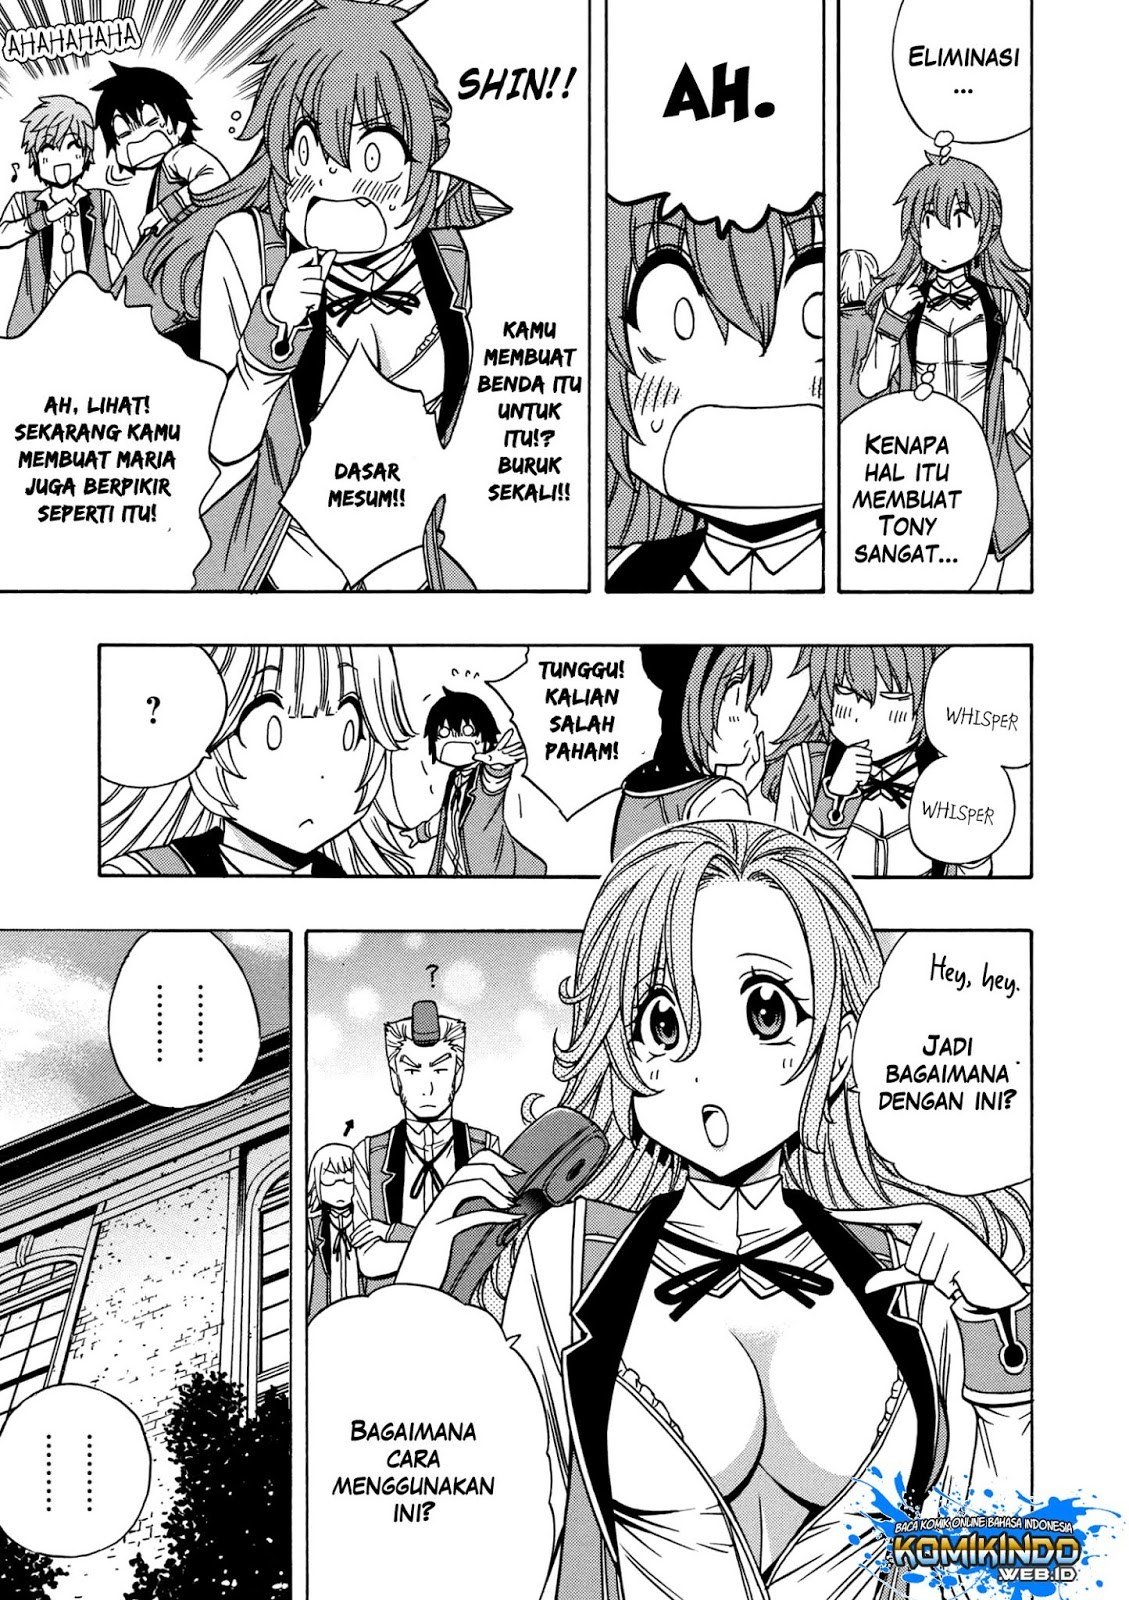 ELIMINASI
...
KENAPA
HAL ITU
MEMBUAT
TONY
SANGAT...
AH.
SHIN!!
KAMU
MEMBUAT
BENDA ITU
UNTUK
ITU!?
BURUK
SEKALI!!
DASAR
MESUM!!
AHAHAHAHA
AH, LIHAT!
SEKARANG KAMU
MEMBUAT MARIA
JUGA BERPIKIR
SEPERTI ITU!
WHISPER
WHISPER
TUNGGU!
KALIAN
SALAH
PAHAM!
?
Hey, hey.
JADI
BAGAIMANA
DENGAN INI?
?
BAGAIMANA
CARA
MENGGUNAKAN
INI?
......
......
BACA KOMIK ONLINE BAHASA INDONESIA
KOMIKINDO
.WEB.ID